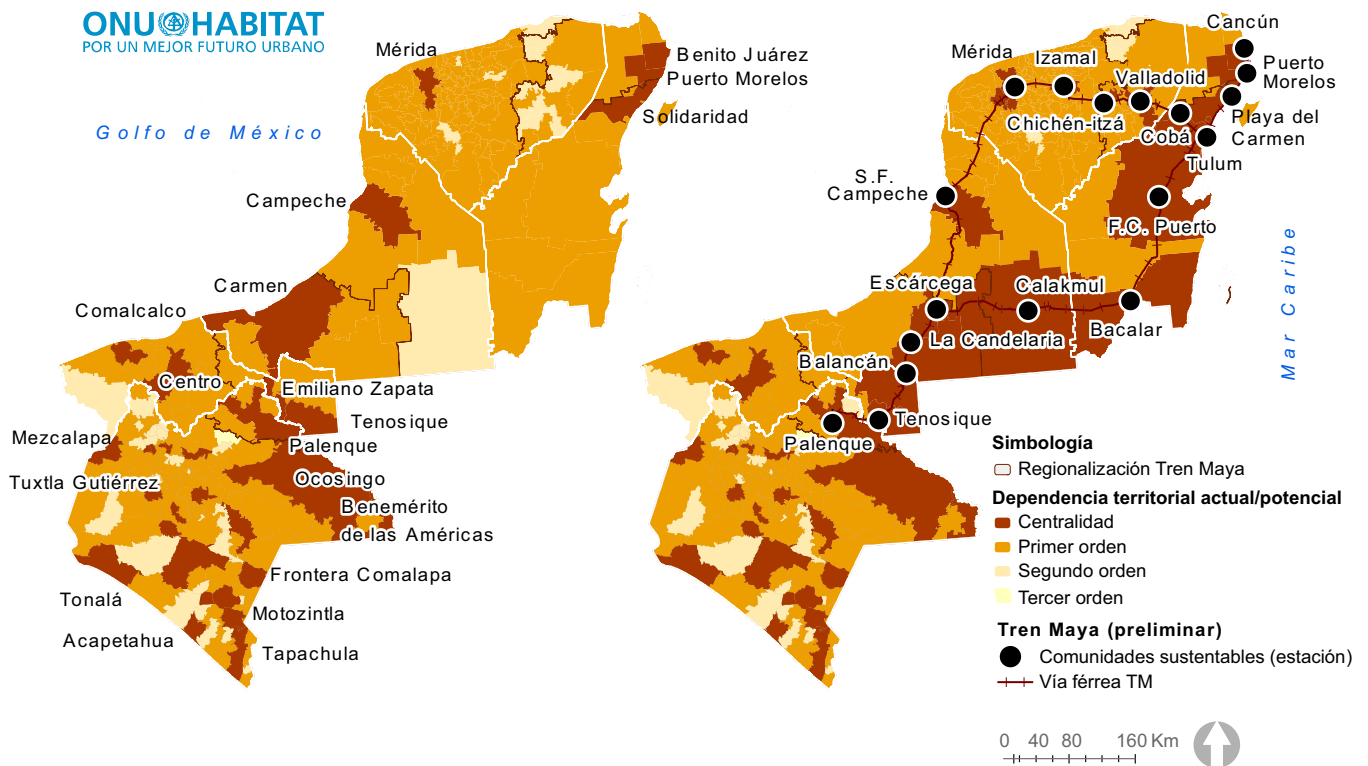 ONU HABITAT
POR UN MEJOR FUTURO URBANO
Golfo de México
Mérida
Benito Juárez
Puerto Morelos
Solidaridad
Campeche
Carmen
Comalcalco
Centro
Emiliano Zapata
Tenosique
Mezcalapa
Palenque
Tuxtla Gutiérrez
Ocosingo
Benemérito
de las Américas
Frontera Comalapa
Tonalá
Motozintla
Acapetahua
Tapachula
Cancún
Mérida
Izamal
Puerto
Morelos
Valladolid
Chichén-itzá
Cobá
Playa del
Carmen
Tulum
S.F.
Campeche
F.C. Puerto
Mar Caribe
Escárcega
Calakmul
Bacalar
La Candelaria
Balancán
Tenosique
Palenque
Simbología
Regionalización Tren Maya
Dependencia territorial actual/potencial
Centralidad
Primer orden
Segundo orden
Tercer orden
Tren Maya (preliminar)
Comunidades sustentables (estación)
Vía férrea TM
0 40 80 160 Km